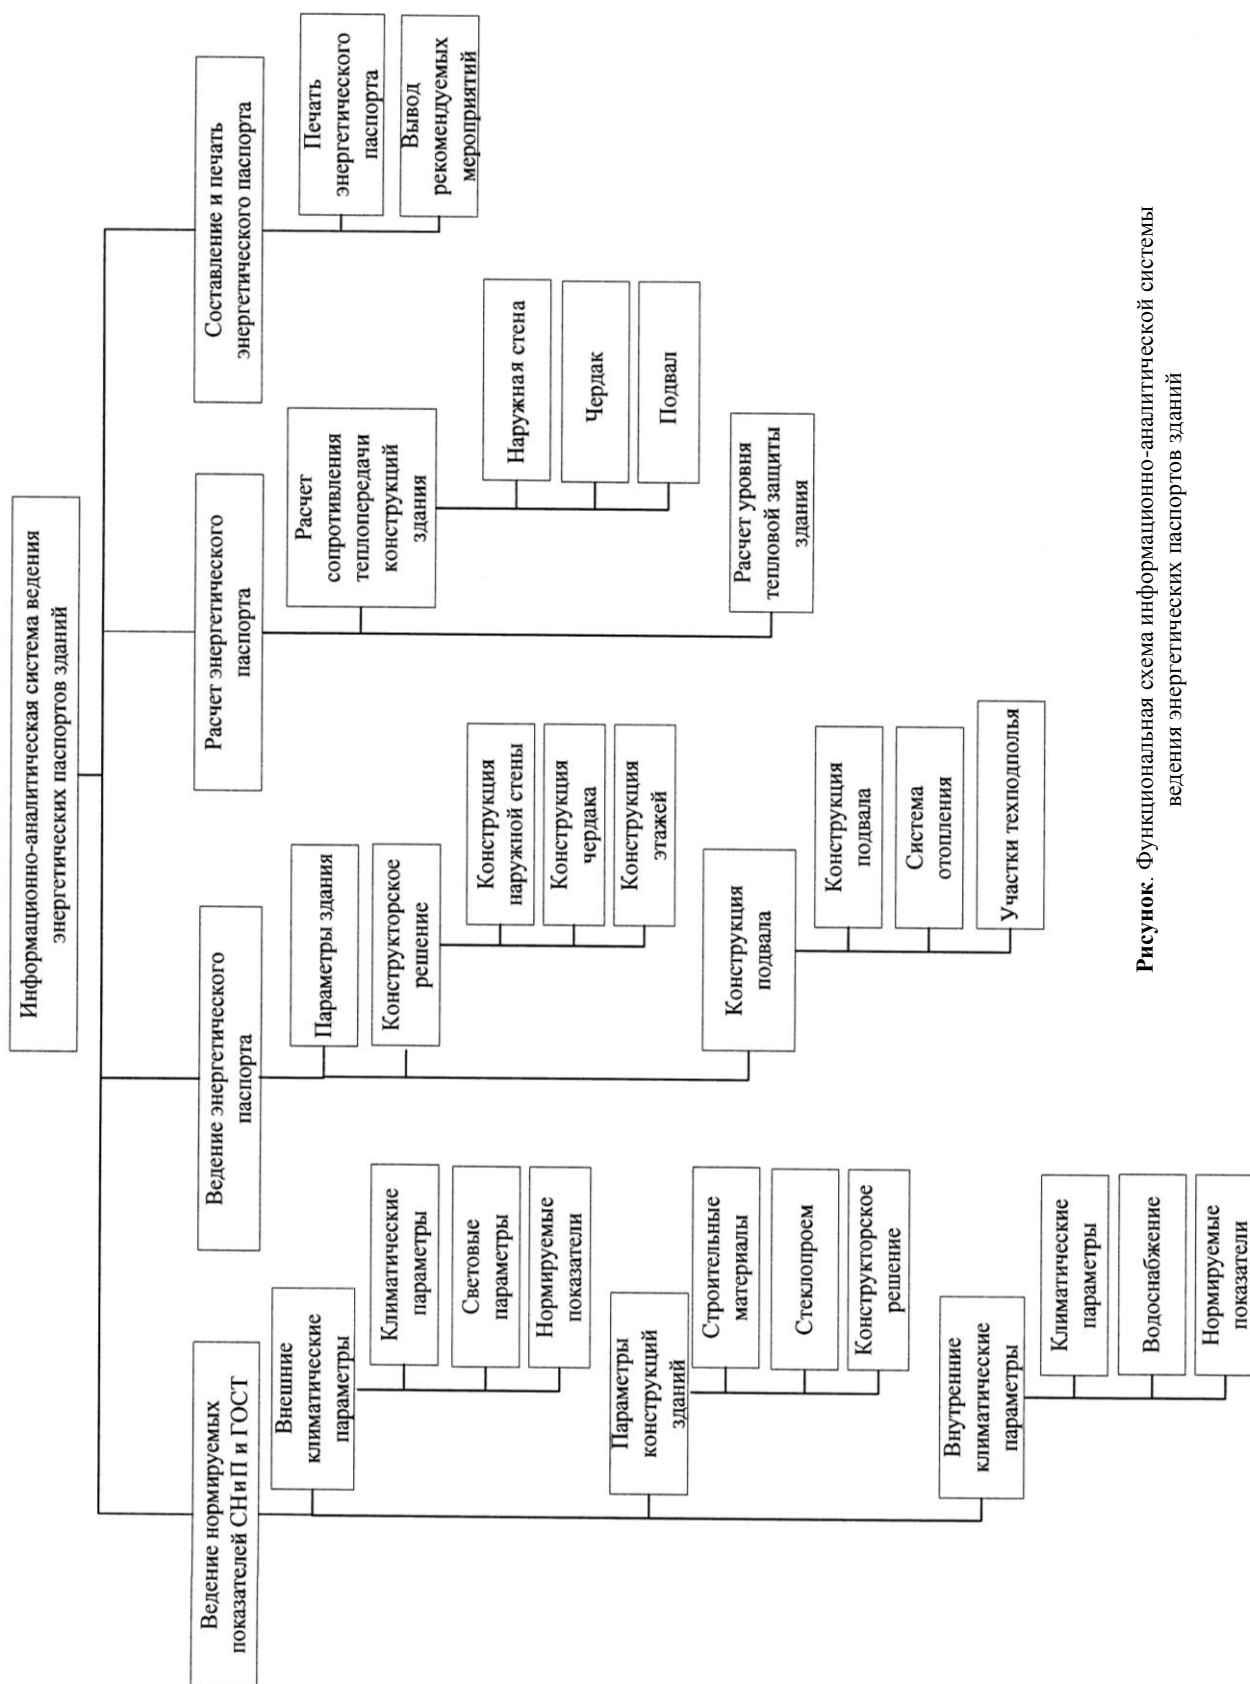 Информационно-аналитическая система ведения
энергетических паспортов зданий
Ведение нормируемых
показателей СНиП и ГОСТ
Внешние
климатические
параметры
Климатические
параметры
Световые
параметры
Нормируемые
показатели
Параметры
конструкций
зданий
Строительные
материалы
Стеклопроем
Конструкторское
решение
Внутренние
климатические
параметры
Климатические
параметры
Водоснабжение
Нормируемые
показатели
Ведение энергетического
паспорта
Параметры здания
Конструкторское
решение
Конструкция
наружной стены
Конструкция
чердака
Конструкция
этажей
Конструкция
подвала
Конструкция
подвала
Система
отопления
Участки техподполья
Расчет энергетического
паспорта
Расчет
сопротивления
теплопередачи
конструкций
здания
Наружная стена
Чердак
Подвал
Расчет уровня
тепловой защиты
здания
Составление и печать
энергетического паспорта
Печать
энергетического
паспорта
Вывод
рекомендуемых
мероприятий
Рисунок. Функциональная схема информационно-аналитической системы
ведения энергетических паспортов зданий